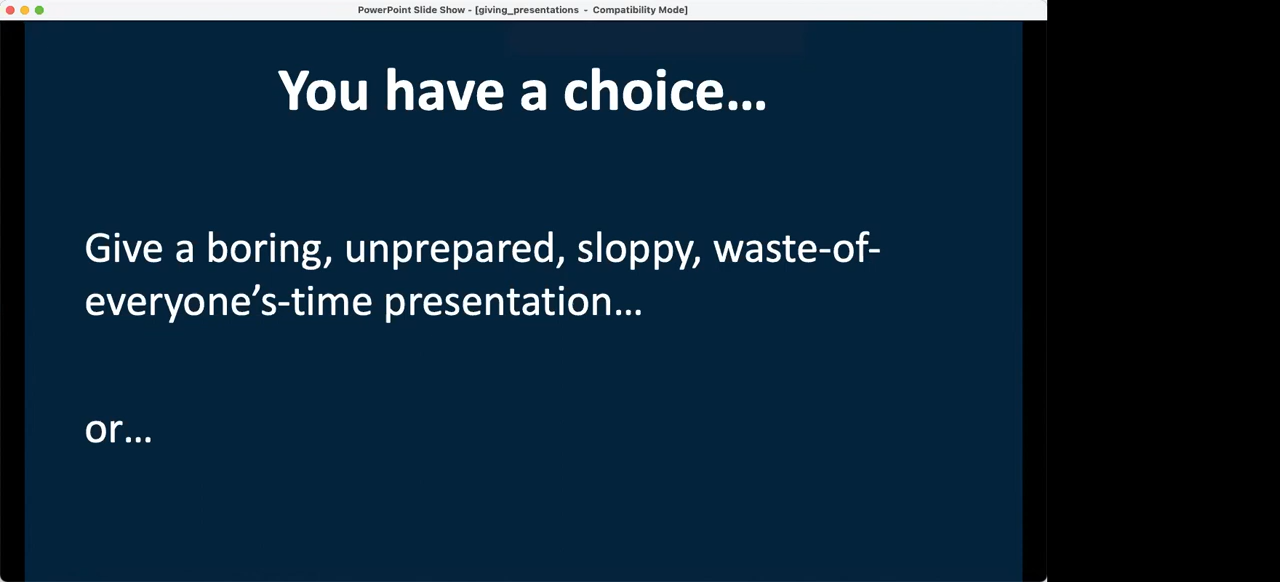 PowerPoint Slide Show - [giving_presentations - Compatibility Mode]
You have a choice…
Give a boring, unprepared, sloppy, waste-of-
everyone’s-time presentation…
or…